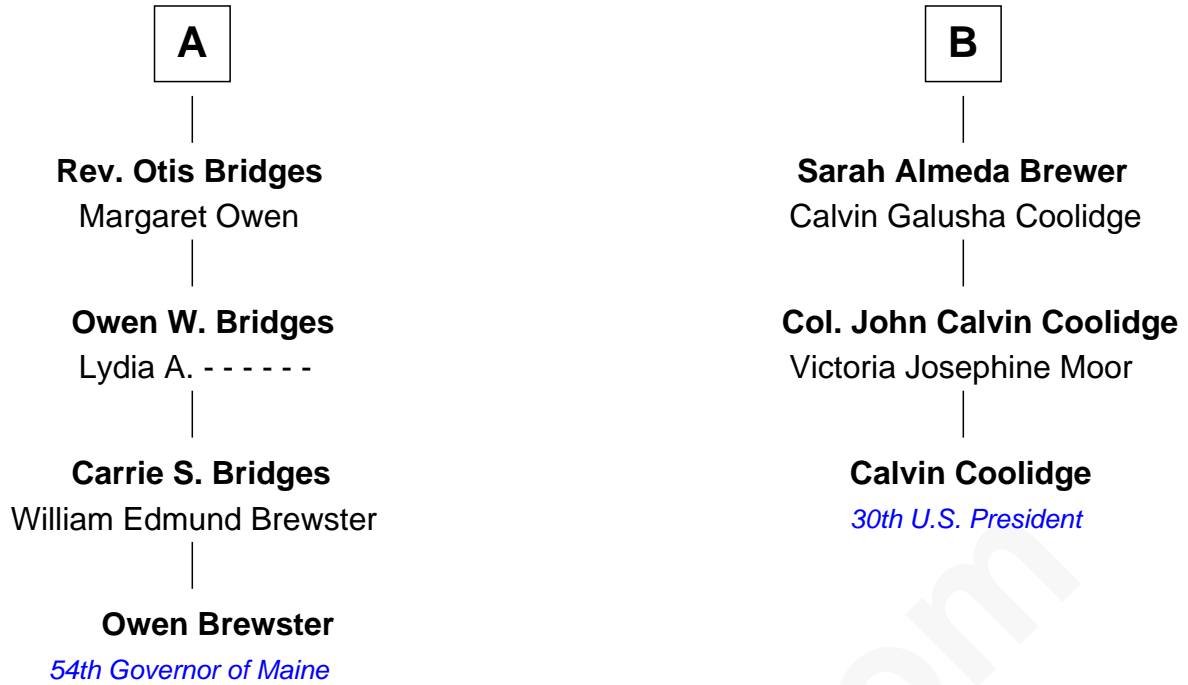 A
Rev. Otis Bridges
Margaret Owen
Owen W. Bridges
Lydia A. - - - - - -
Carrie S. Bridges
William Edmund Brewster
Owen Brewster
54th Governor of Maine
B
Sarah Almeda Brewer
Calvin Galusha Coolidge
Col. John Calvin Coolidge
Victoria Josephine Moor
Calvin Coolidge
30th U.S. President
om